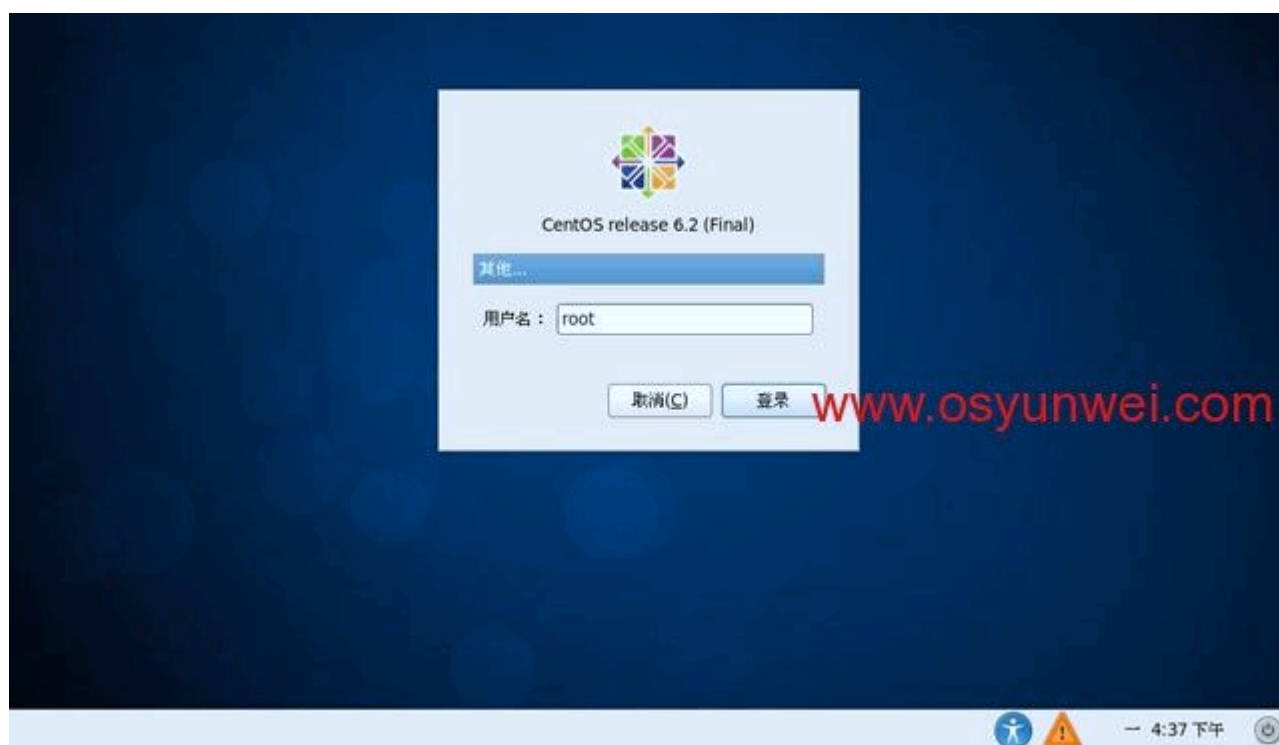 CentOS release 6.2 (Final)
其他...
用户名： root
取消(C) 登录
www.osyunwei.com
一 4:37 下午